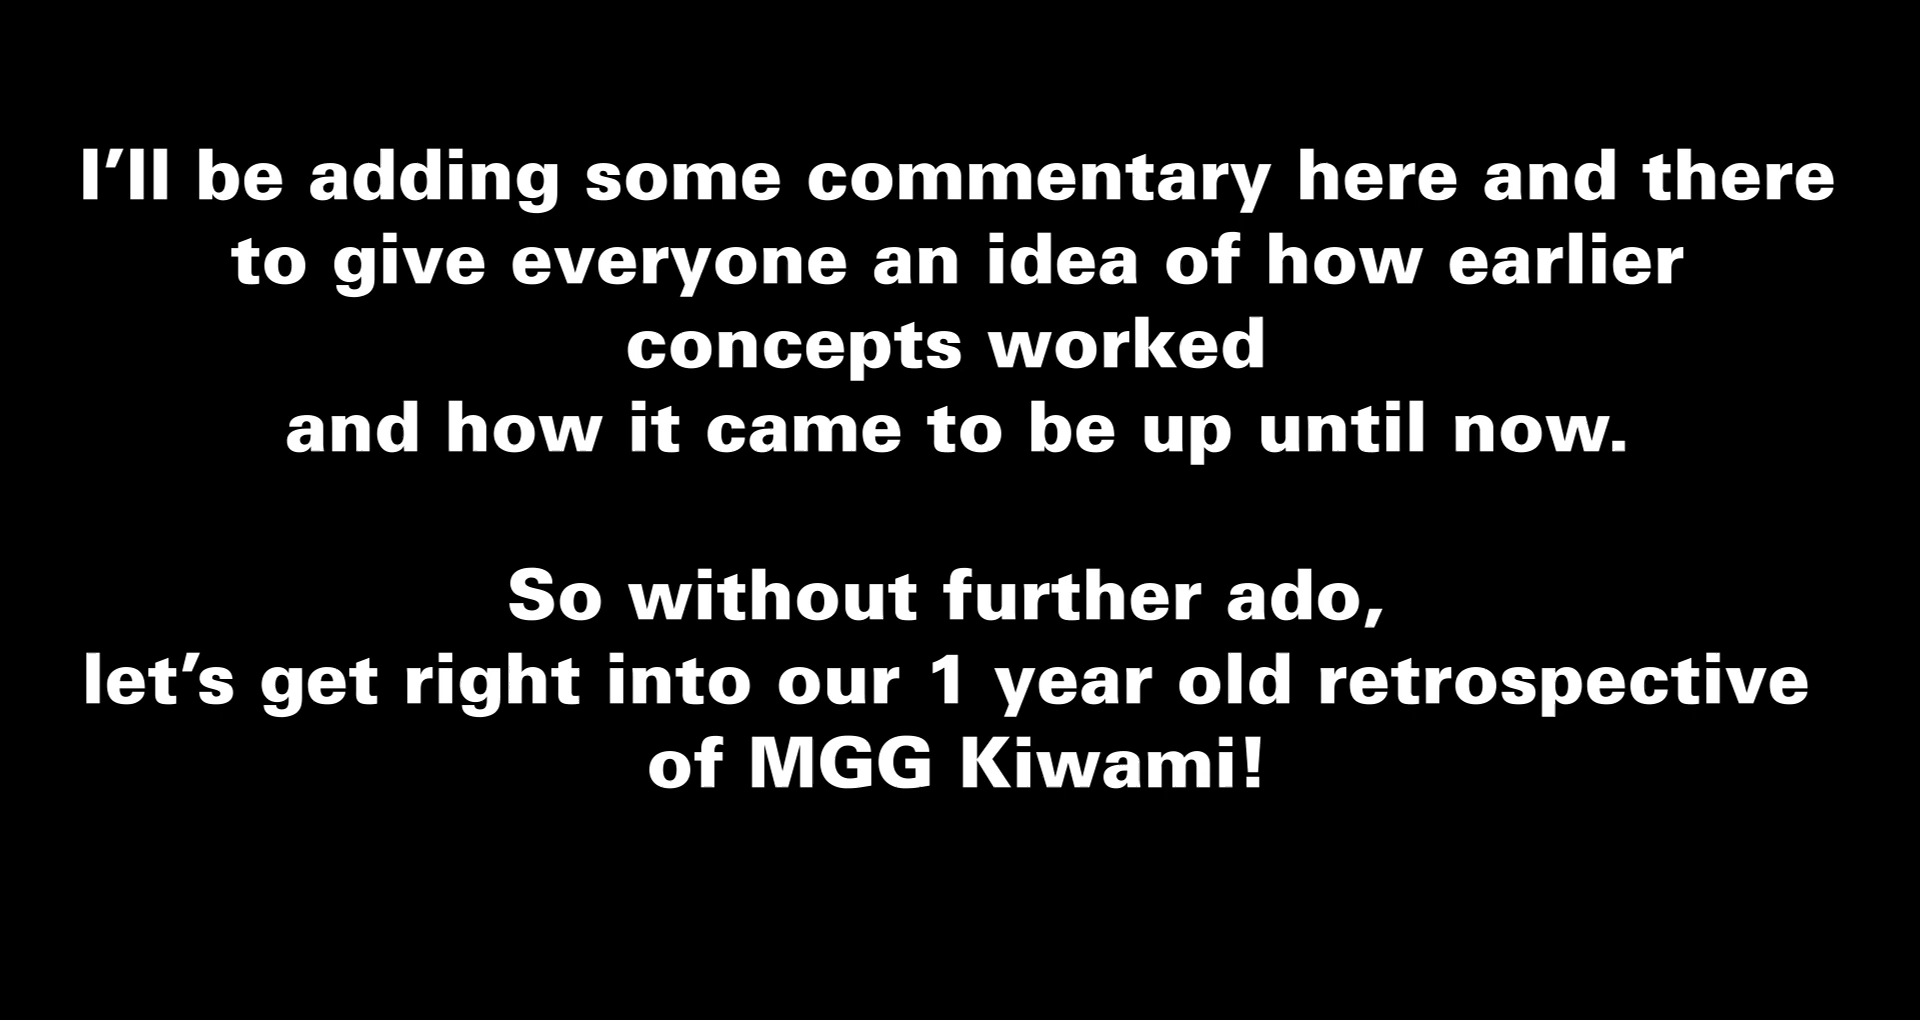 I’ll be adding some commentary here and there
to give everyone an idea of how earlier
concepts worked
and how it came to be up until now.
So without further ado,
let’s get right into our 1 year old retrospective
of MGG Kiwami!